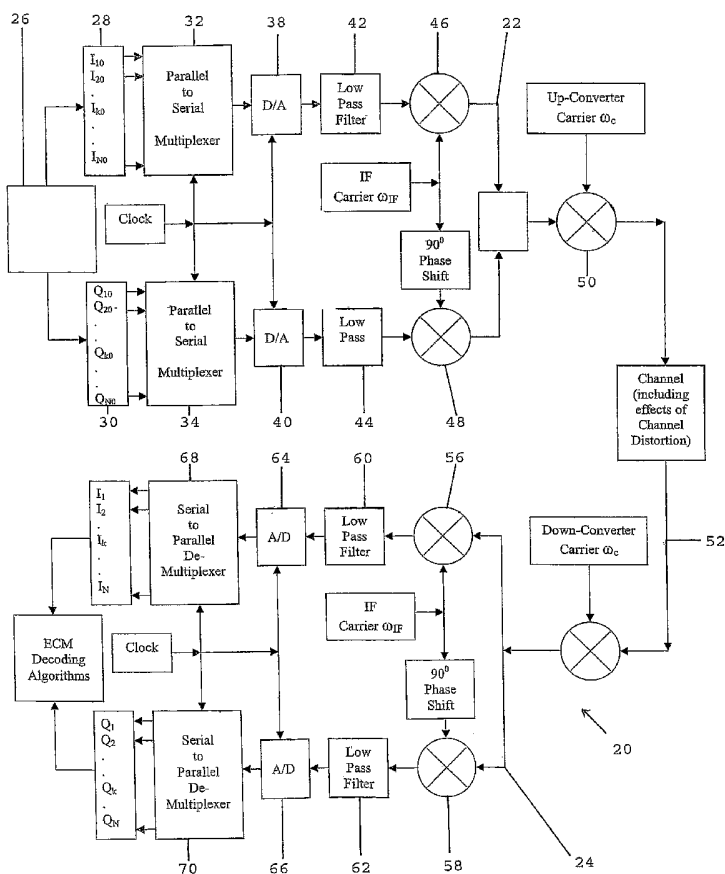 26
28
32
38
42
46
22
I10
I20
.
.
Ik0
.
.
IN0
Parallel
to
Serial
Multiplexer
D/A
Low
Pass
Filter
Up-Converter
Carrier ωc
IF
Carrier ωIF
Clock
90⁰
Phase
Shift
50
Q10
Q20
.
.
Qk0
.
.
QN0
Parallel
to
Serial
Multiplexer
D/A
Low
Pass
30
34
40
44
48
Channel
(including
effects of
Channel
Distortion)
68
64
60
56
52
I1
I2
.
Ik
.
IN
Serial
to
Parallel
De-
Multiplexer
A/D
Low
Pass
Filter
Down-Converter
Carrier ωc
ECM
Decoding
Algorithms
Clock
IF
Carrier ωIF
90⁰
Phase
Shift
20
Q1
Q2
.
.
Qk
.
QN
Serial
to
Parallel
De-
Multiplexer
A/D
Low
Pass
Filter
70
66
62
58
24